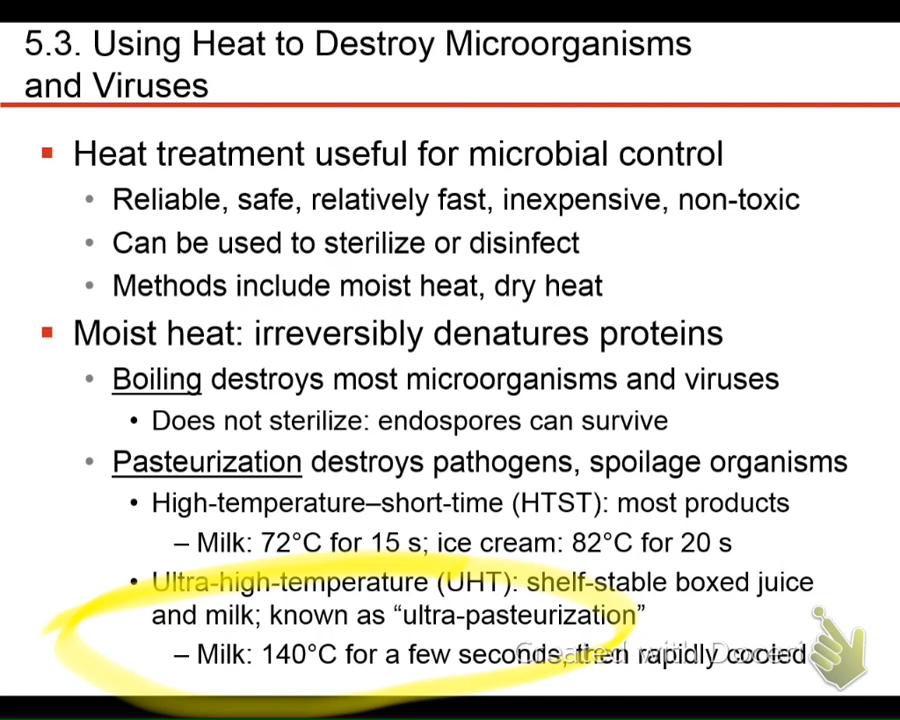 5.3. Using Heat to Destroy Microorganisms
and Viruses
Heat treatment useful for microbial control
Reliable, safe, relatively fast, inexpensive, non-toxic
Can be used to sterilize or disinfect
Methods include moist heat, dry heat
Moist heat: irreversibly denatures proteins
Boiling destroys most microorganisms and viruses
Does not sterilize: endospores can survive
Pasteurization destroys pathogens, spoilage organisms
High-temperature–short-time (HTST): most products
– Milk: 72°C for 15 s; ice cream: 82°C for 20 s
Ultra-high-temperature (UHT): shelf-stable boxed juice
and milk; known as “ultra-pasteurization”
– Milk: 140°C for a few seconds, then rapidly cooled
Created with Doceri